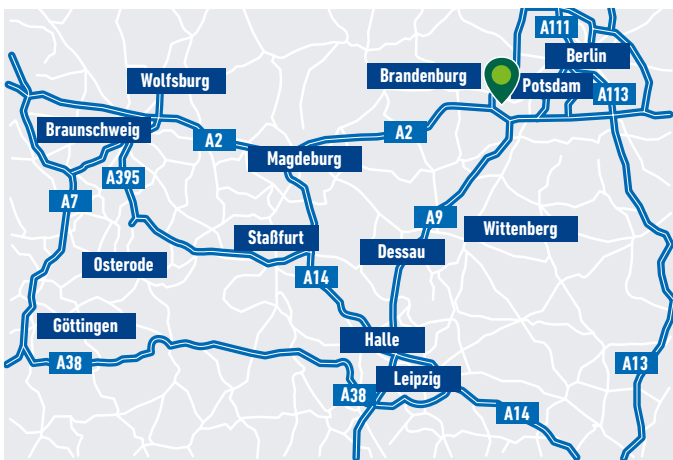 A111
Berlin
Brandenburg
Wolfsburg
Potsdam
A113
Braunschweig
A2
A2
Magdeburg
A395
A7
A9
Wittenberg
Staßfurt
Dessau
Osterode
A14
Göttingen
Halle
A38
A13
Leipzig
A38
A14